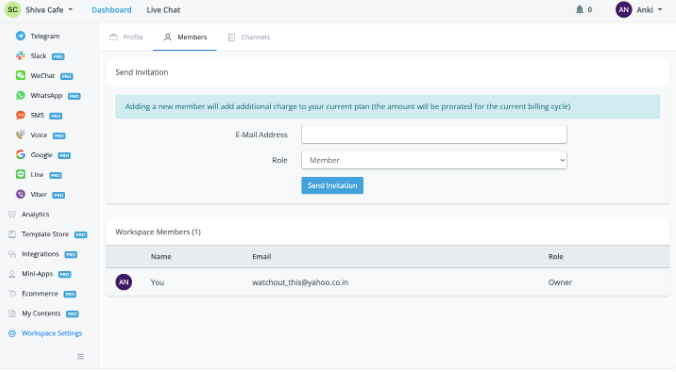 SC Shiva Cafe Dashboard Live Chat 0 AN Anki
Telegram
Slack PRO
WeChat PRO
WhatsApp PRO
SMS PRO
Voice PRO
Google PRO
Line PRO
Viber PRO
Analytics
Template Store PRO
Integrations PRO
Mini-Apps PRO
Ecommerce PRO
My Contents PRO
Workspace Settings
Profile Members Channels
Send Invitation
Adding a new member will add additional charge to your current plan (the amount will be prorated for the current billing cycle)
E-Mail Address
Role Member
Send Invitation
Workspace Members (1)
Name Email Role
AN You watchout_this@yahoo.co.in Owner